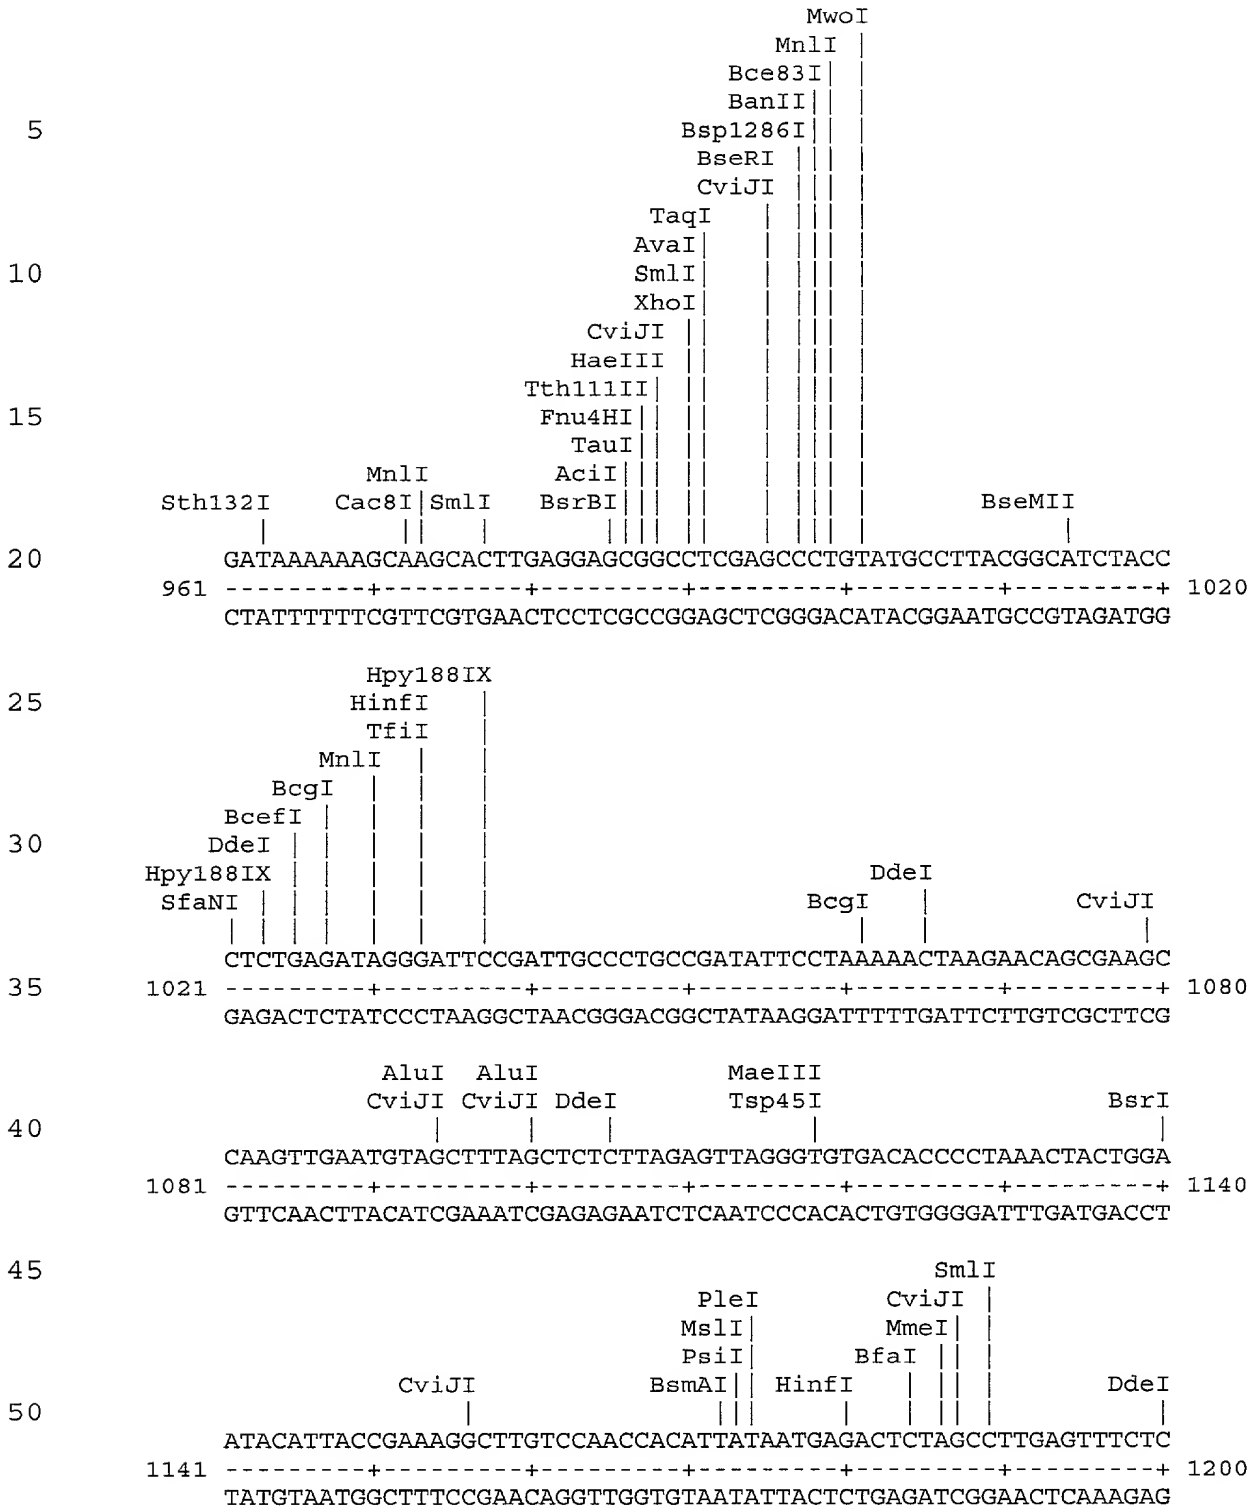 MwoI
MnlI |
Bce83I| |
BanII| | |
5 Bsp1286I| | |
BseRI | | | |
CviJI | | | |
TaqI | | | | |
AvaI| | | | | |
10 SmlI| | | | | |
XhoI| | | | | |
CviJI | | | | | | |
HaeIII | | | | | | |
Tth111II| | | | | | | |
15 Fnu4HI| | | | | | | | |
TauI| | | | | | | | |
MnlI AciI | | | | | | | | |
Sth132I Cac8I|SmlI BsrBI| | | | | | | | | BseMII
| | | | | | | | | | | | | | | |
20 GATAAAAAAGCAAGCACTTGAGGAGCGGCCTCGAGCCCTGTATGCCTTACGGCATCTACC
961 ---------+---------+---------+---------+---------+---------+ 1020
CTATTTTTTCGTTCGTGAACTCCTCGCCGGAGCTCGGGACATACGGAATGCCGTAGATGG
Hpy188IX
25 HinfI |
TfiI |
MnlI | |
BcgI | | |
BcefI | | | |
30 DdeI | | | | |
Hpy188IX | | | | | DdeI
SfaNI | | | | | | BcgI | CviJI
| | | | | | | | | |
CTCTGAGATAGGGATTCCGATTGCCCTGCCGATATTCCTAAAAACTAAGAACAGCGAAGC
35 1021 ---------+---------+---------+---------+---------+---------+ 1080
GAGACTCTATCCCTAAGGCTAACGGGACGGCTATAAGGATTTTTGATTCTTGTCGCTTCG
AluI AluI MaeIII
CviJI CviJI DdeI Tsp45I BsrI
40 | | | | |
CAAGTTGAATGTAGCTTTAGCTCTCTTAGAGTTAGGGTGTGACACCCCTAAACTACTGGA
1081 ---------+---------+---------+---------+---------+---------+ 1140
GTTCAACTTACATCGAAATCGAGAGAATCTCAATCCCACACTGTGGGGATTTGATGACCT
45 SmlI
PleI CviJI |
MslI| MmeI| |
PsiI| BfaI | | |
CviJI BsmAI| | HinfI | | | | DdeI
50 | | | | | | | | | |
ATACATTACCGAAAGGCTTGTCCAACCACATTATAATGAGACTCTAGCCTTGAGTTTCTC
1141 ---------+---------+---------+---------+---------+---------+ 1200
TATGTAATGGCTTTCCGAACAGGTTGGTGTAATATTACTCTGAGATCGGAACTCAAAGAG